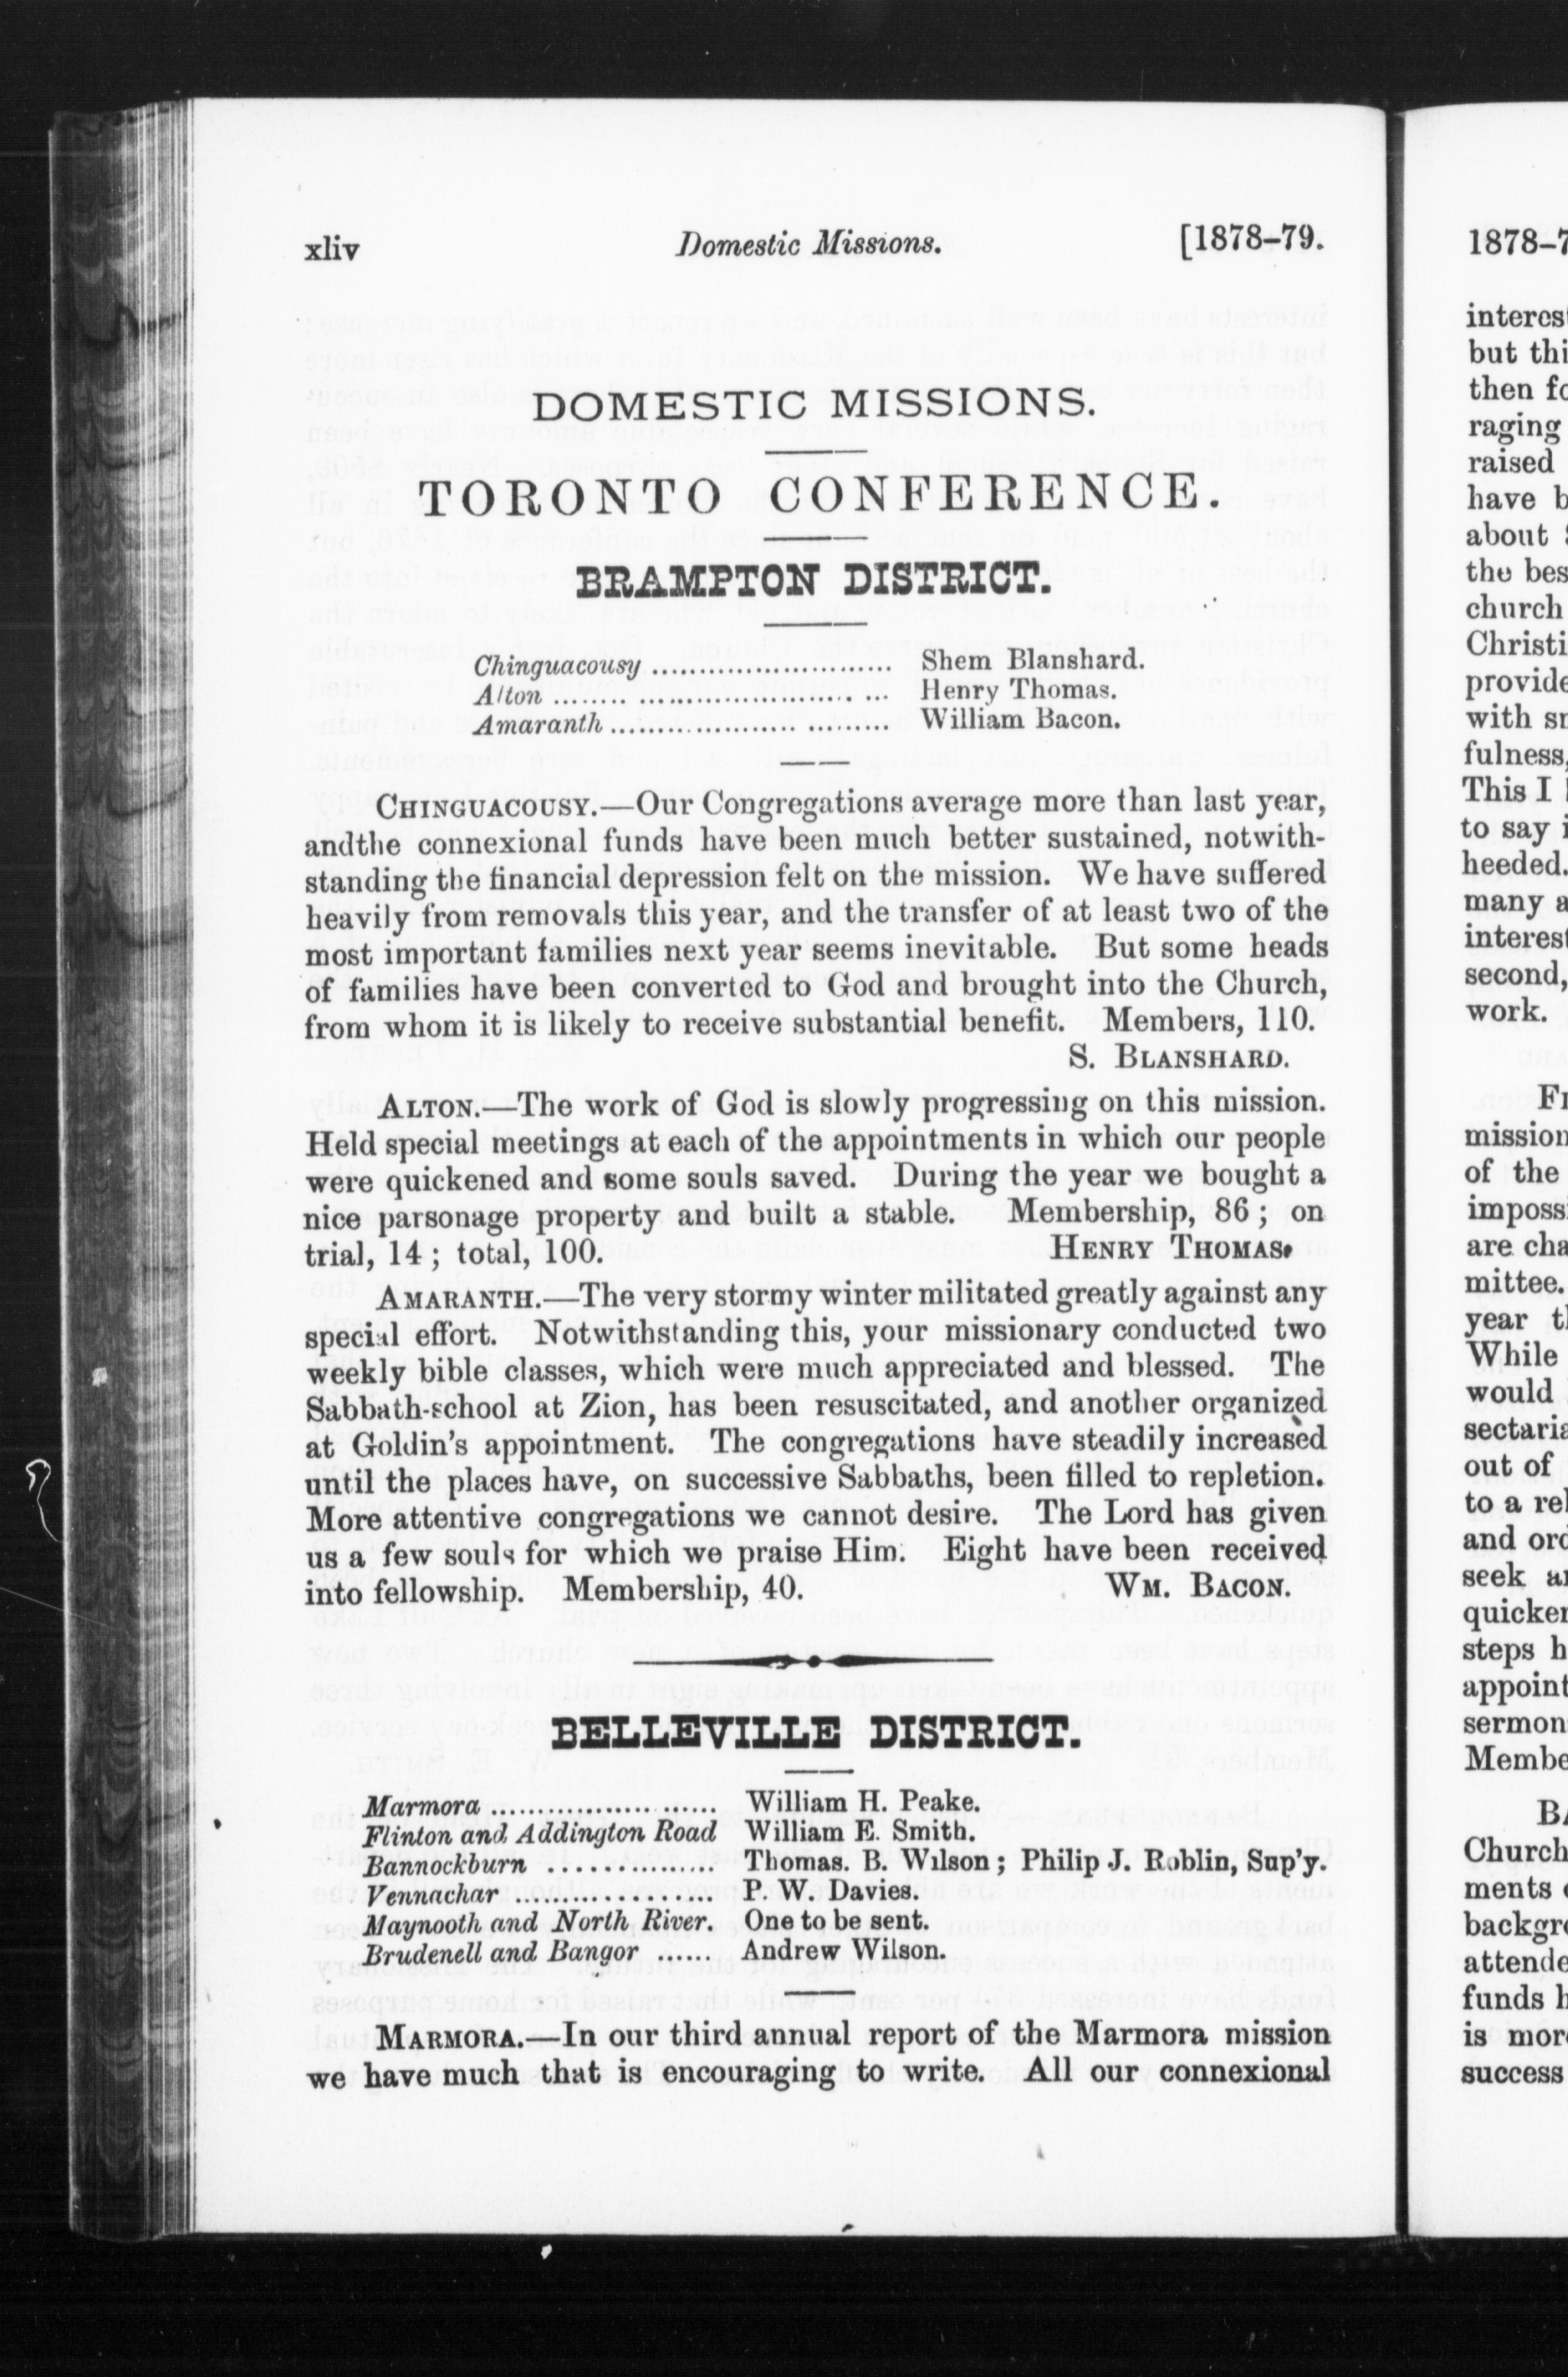 xliv Domestic Missions. [1878-79.
DOMESTIC MISSIONS.
TORONTO CONFERENCE.
BRAMPTON DISTRICT.
Chinguacousy ........................... Shem Blanshard.
Alton ........ .......................... ... Henry Thomas.
Amaranth .................... ......... William Bacon.
CHINGUACOUSY.—Our Congregations average more than last year,
andthe connexional funds have been much better sustained, notwith-
standing the financial depression felt on the mission. We have suffered
heavily from removals this year, and the transfer of at least two of the
most important families next year seems inevitable. But some heads
of families have been converted to God and brought into the Church,
from whom it is likely to receive substantial benefit. Members, 110.
S. BLANSHARD.
ALTON.—The work of God is slowly progressing on this mission.
Held special meetings at each of the appointments in which our people
were quickened and some souls saved. During the year we bought a
nice parsonage property and built a stable. Membership, 86; on
trial, 14; total, 100. HENRY THOMAS.
AMARANTH.—The very stormy winter militated greatly against any
special effort. Notwithstanding this, your missionary conducted two
weekly bible classes, which were much appreciated and blessed. The
Sabbath-school at Zion, has been resuscitated, and another organized
at Goldin's appointment. The congregations have steadily increased
until the places have, on successive Sabbaths, been filled to repletion.
More attentive congregations we cannot desire. The Lord has given
us a few souls for which we praise Him. Eight have been received
into fellowship. Membership, 40. WM. BACON.
BELLEVILLE DISTRICT.
Marmora ........................ William H. Peake.
Flinton and Addington Road William E. Smith.
Bannockburn ............... Thomas. B. Wilson; Philip J. Roblin, Sup'y.
Vennachar ..................... P W. Davies.
Maynooth and North River. One to be sent.
Brudenell and Bangor ...... Andrew Wilson.
MARMORA.—In our third annual report of the Marmora mission
we have much that is encouraging to write. All our connexional
1878-7
but thi
then fo
raging
raised
have b
about
the bes
church
Christi
provide
with sn
fulness,
This I
to say i
heeded.
many a
interest
second,
work.
mission
of the
imposs
are cha
mittee.
year th
While
would
sectaria
out of
to a rel
and ord
seek an
quicken
steps h
appoint
sermon
Membe
BA
Church
ments
backgro
attende
funds h
is more
success